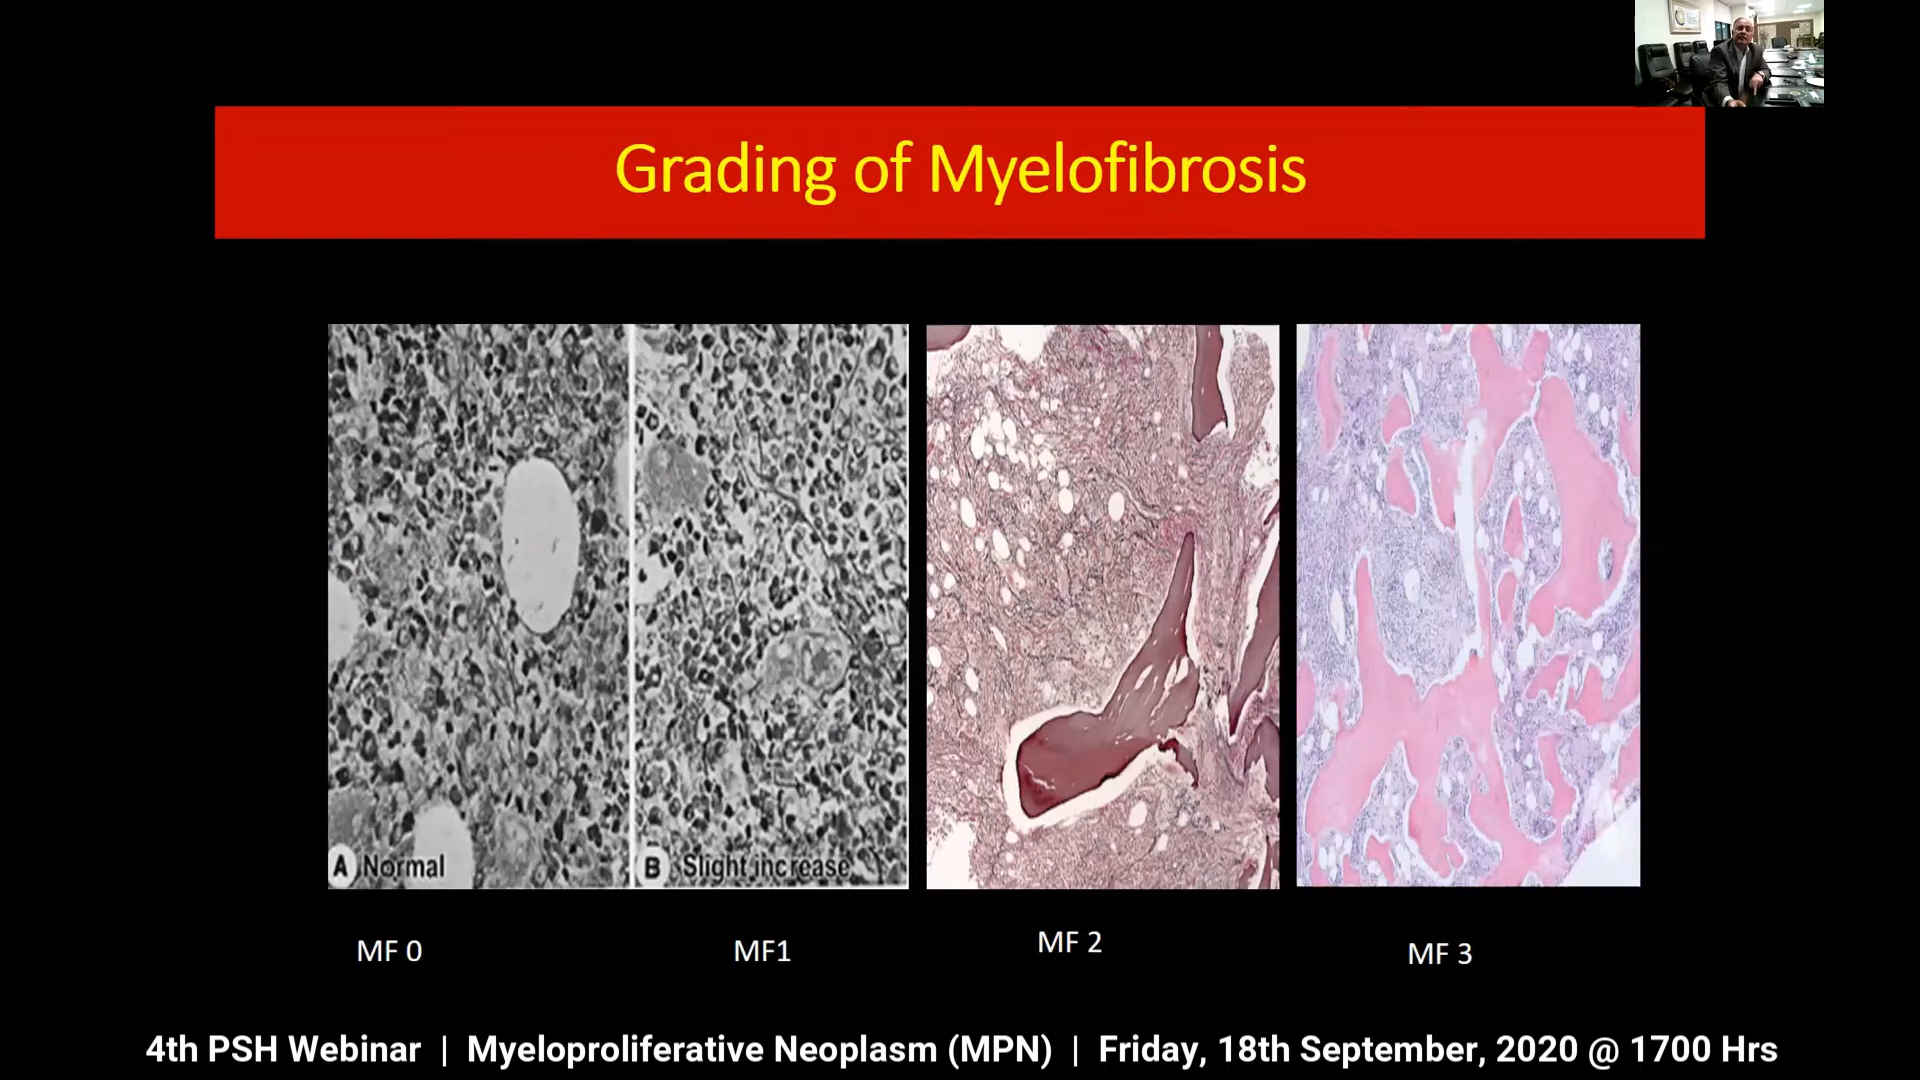 Grading of Myelofibrosis
A Normal
B Slight increase
MF 0
MF1
MF 2
MF 3
4th PSH Webinar | Myeloproliferative Neoplasm (MPN) | Friday, 18th September, 2020 @ 1700 Hrs